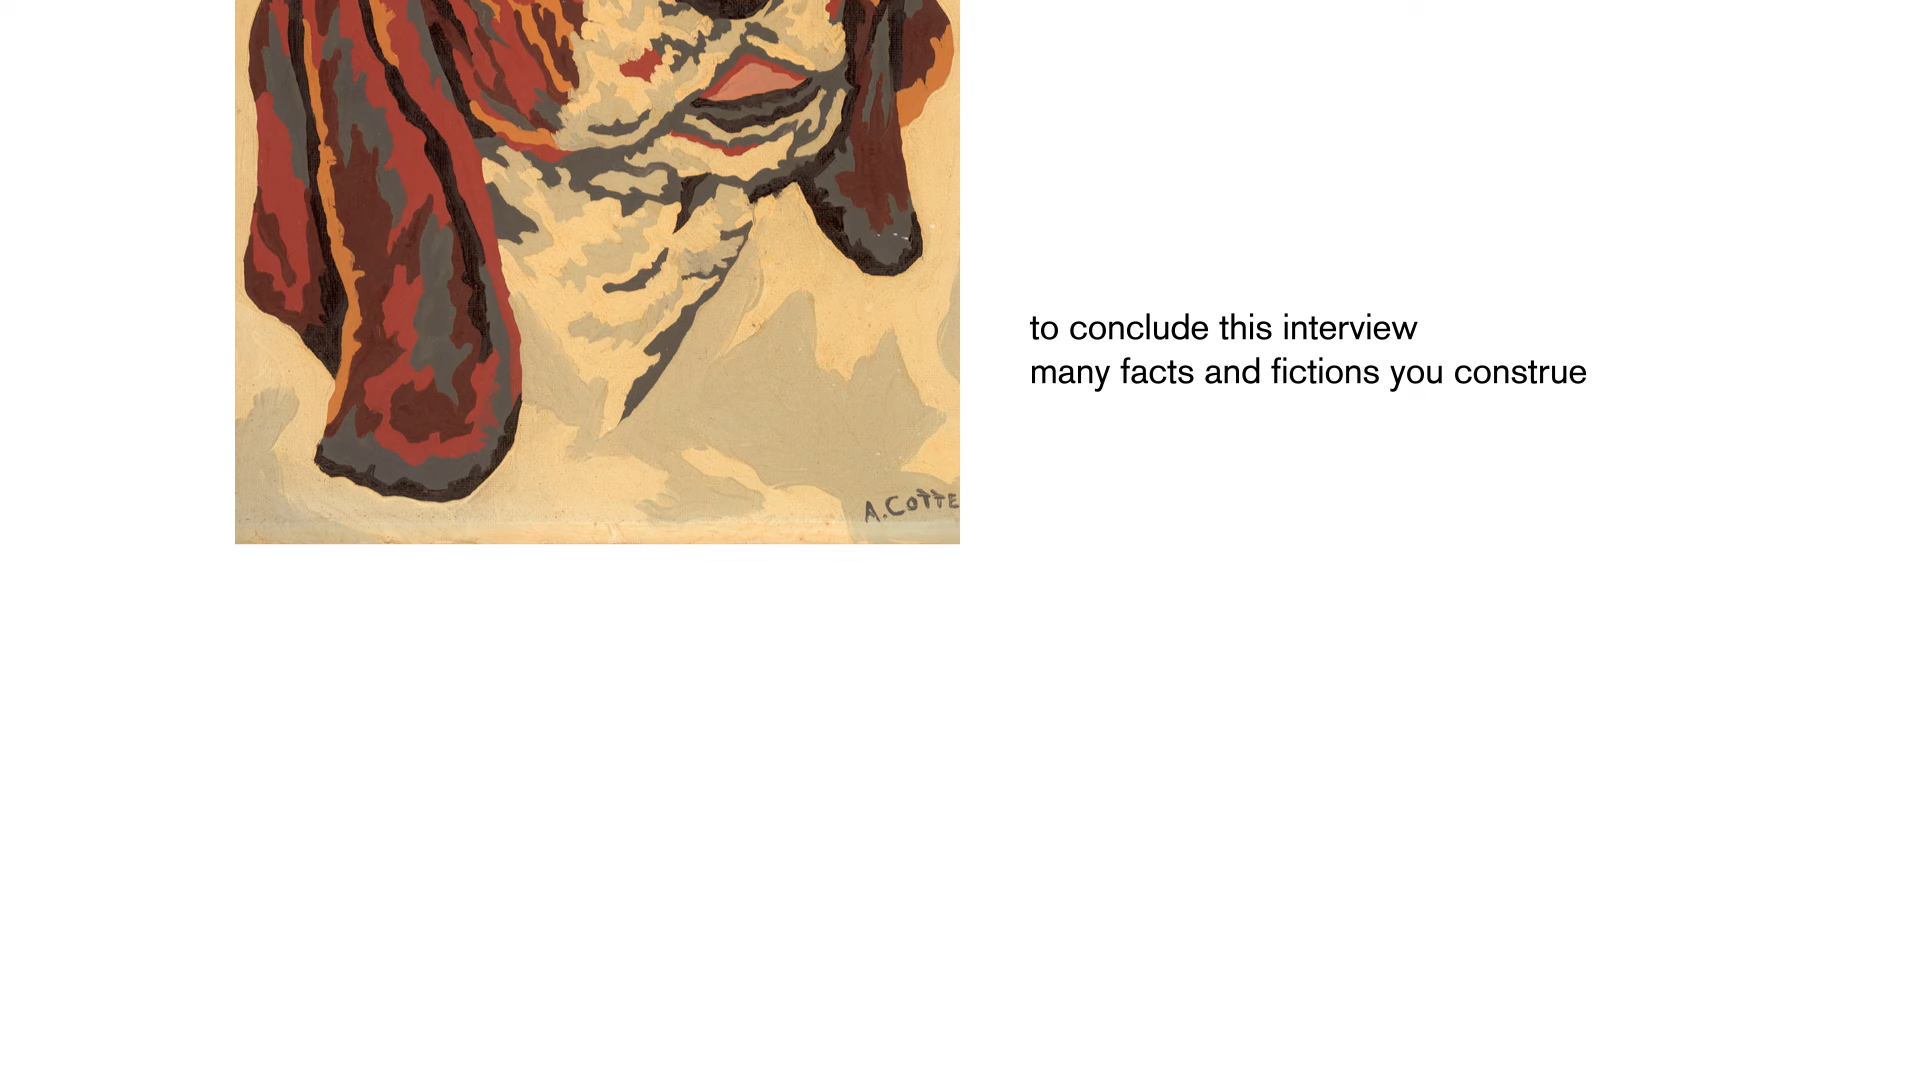 to conclude this interview
many facts and fictions you construe
A.COTTE